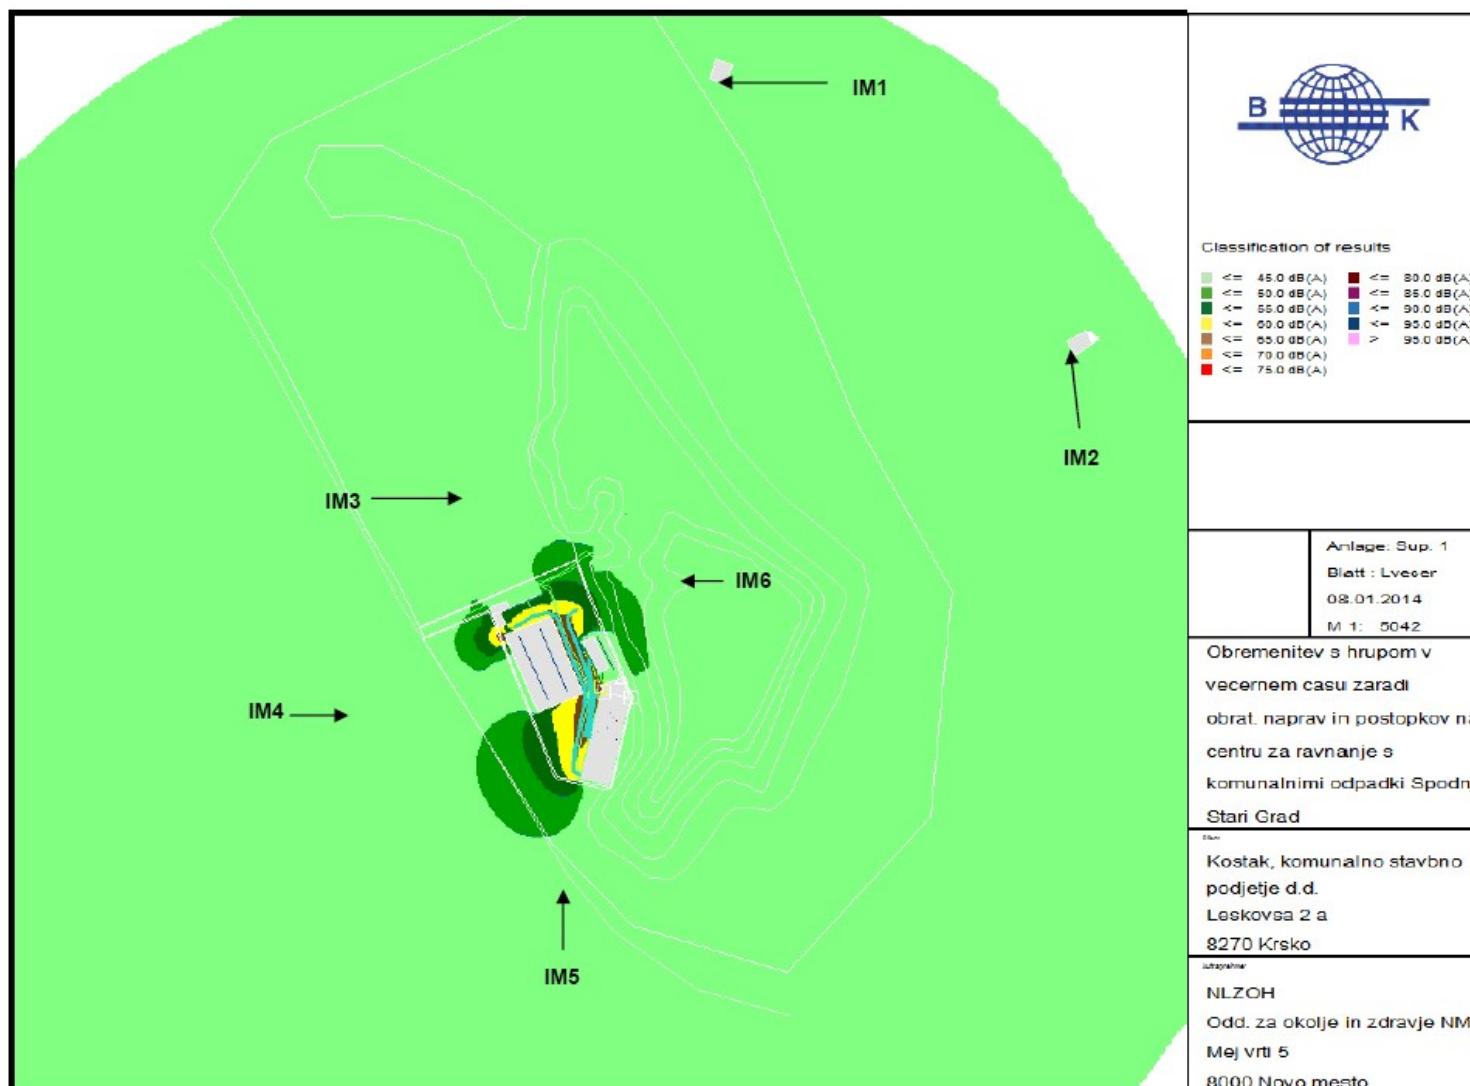 IM1
IM2
IM3
IM6
IM4
IM5
B K
Classification of results
<= 45.0 dB(A)
<= 50.0 dB(A)
<= 55.0 dB(A)
<= 60.0 dB(A)
<= 65.0 dB(A)
<= 70.0 dB(A)
<= 75.0 dB(A)
<= 80.0 dB(A
<= 85.0 dB(A
<= 90.0 dB(A
<= 95.0 dB(A
> 95.0 dB(A
Anlage: Sup. 1
Blatt : Lvecer
08.01.2014
M 1: 5042
Obremenitev s hrupom v
vecernem casu zaradi
obrat. naprav in postopkov na
centru za ravnanje s
komunalnimi odpadki Spodn
Stari Grad
Kostak, komunalno stavbno
podjetje d.d.
Leskovsa 2 a
8270 Krsko
NLZOH
Odd. za okolje in zdravje NM
Mej vrti 5
8000 Novo mesto